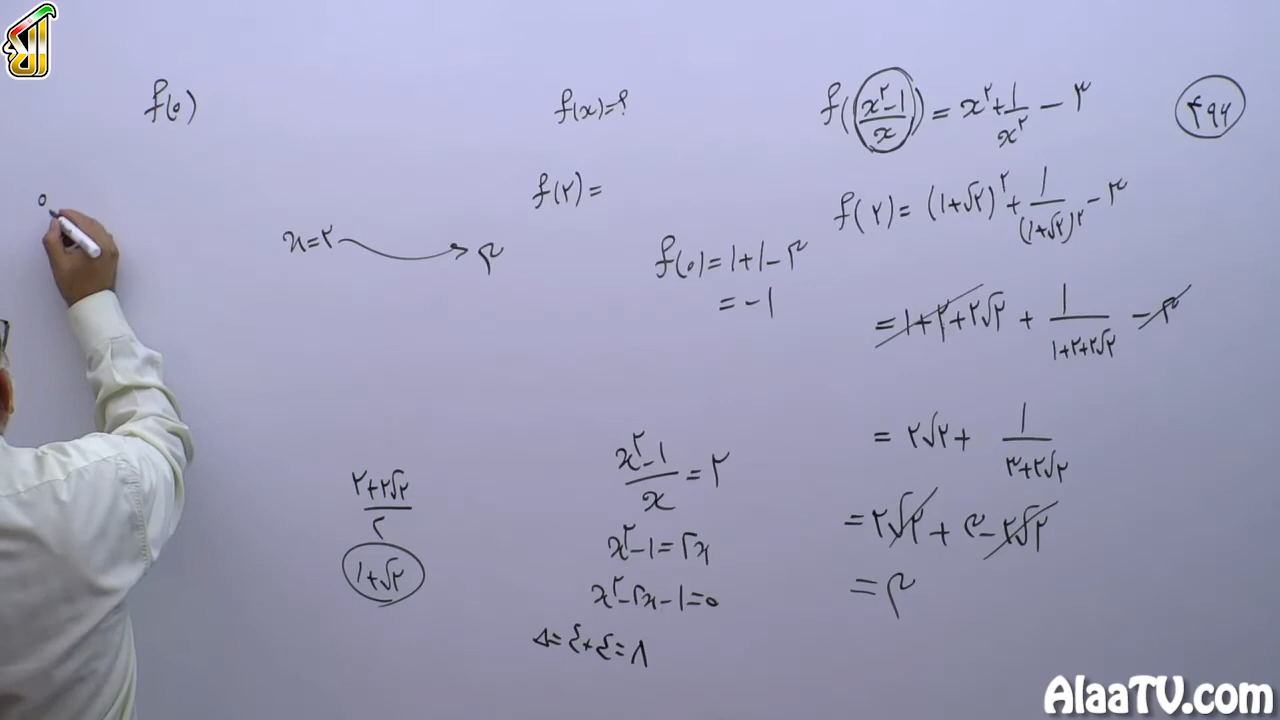 ۴۹۶
f((x²-۱)/x) = x² + ۱/x² - ۳
f(x)=؟
f(۰)
f(۲) = (۱+√۲)² + ۱/(۱+√۲)² - ۳
f(۲) =
f(۰) = ۱+۱-۳
= -۱
x=۲ → ۳
= ۱+۲+۲√۲ + ۱/(۱+۲+۲√۲) - ۳
= ۲√۲ + ۱/(۳+۲√۲)
= ۲√۲ + ۳ - ۲√۲
= ۳
(x²-۱)/x = ۲
x²-۱=۲x
x²-۲x-۱=۰
Δ=۴+۴=۸
(۲+۲√۲)/۲
۱+√۲
۰
AlaaTV.com